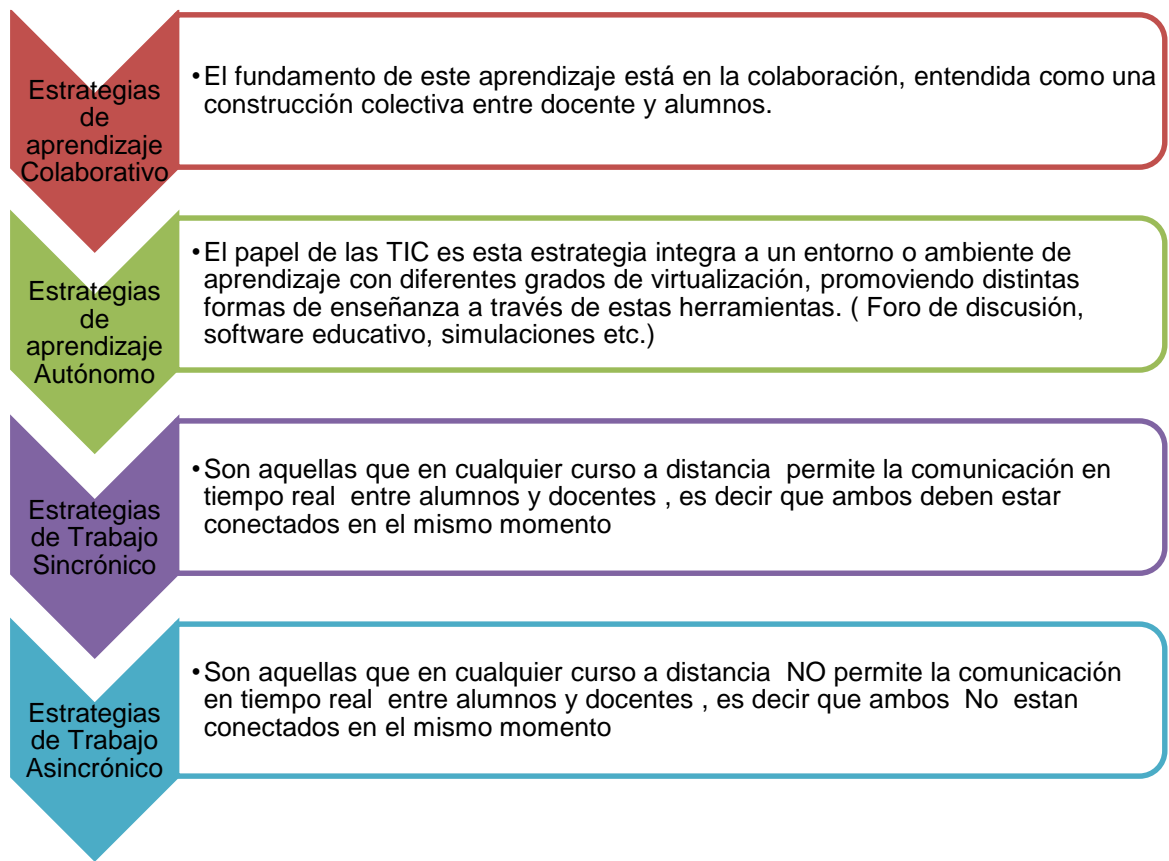 Estrategias
de
aprendizaje
Colaborativo
•El fundamento de este aprendizaje está en la colaboración, entendida como una
construcción colectiva entre docente y alumnos.
Estrategias
de
aprendizaje
Autónomo
•El papel de las TIC es esta estrategia integra a un entorno o ambiente de
aprendizaje con diferentes grados de virtualización, promoviendo distintas
formas de enseñanza a través de estas herramientas. ( Foro de discusión,
software educativo, simulaciones etc.)
Estrategias
de Trabajo
Sincrónico
•Son aquellas que en cualquier curso a distancia  permite la comunicación en
tiempo real  entre alumnos y docentes , es decir que ambos deben estar
conectados en el mismo momento
Estrategias
de Trabajo
Asincrónico
•Son aquellas que en cualquier curso a distancia  NO permite la comunicación
en tiempo real  entre alumnos y docentes , es decir que ambos  No  estan
conectados en el mismo momento